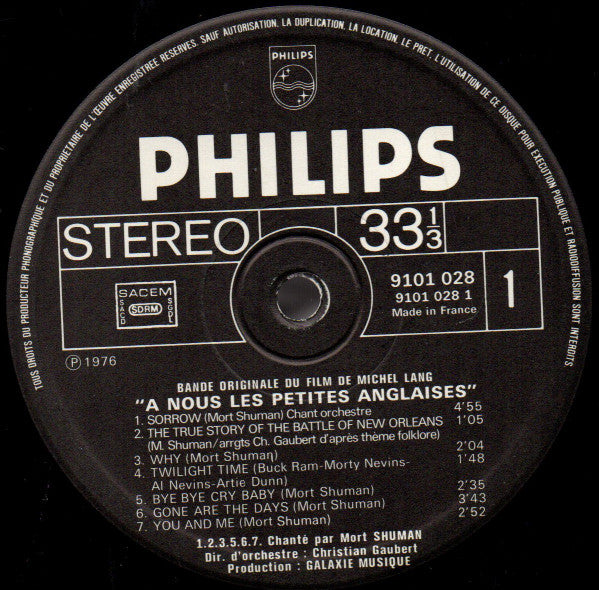 TOUS DROITS DU PRODUCTEUR PHONOGRAPHIQUE ET DU PROPRIETAIRE DE L'ŒUVRE ENREGISTREE RESERVES. SAUF AUTORISATION. LA DUPLICATION, LA LOCATION, LE PRET, L'UTILISATION DE CE DISQUE POUR EXECUTION PUBLIQUE ET RADIODIFFUSION SONT INTERDITS
PHILIPS
PHILIPS
STEREO
33 1/3
SACEM
SACD
SDRM
SGDL
9101 028
9101 028 1
Made in France
1
Ⓟ 1976
BANDE ORIGINALE DU FILM DE MICHEL LANG
"A NOUS LES PETITES ANGLAISES"
1. SORROW (Mort Shuman) Chant orchestre 4'55
2. THE TRUE STORY OF THE BATTLE OF NEW ORLEANS 1'05
(M. Shuman/arrgts Ch. Gaubert d'après thème folklore)
3. WHY (Mort Shuman) 2'04
4. TWILIGHT TIME (Buck Ram-Morty Nevins- 1'48
Al Nevins-Artie Dunn)
5. BYE BYE CRY BABY (Mort Shuman) 2'35
6. GONE ARE THE DAYS (Mort Shuman) 3'43
7. YOU AND ME (Mort Shuman) 2'52
1.2.3.5.6.7. Chanté par Mort SHUMAN
Dir. d'orchestre : Christian Gaubert
Production : GALAXIE MUSIQUE